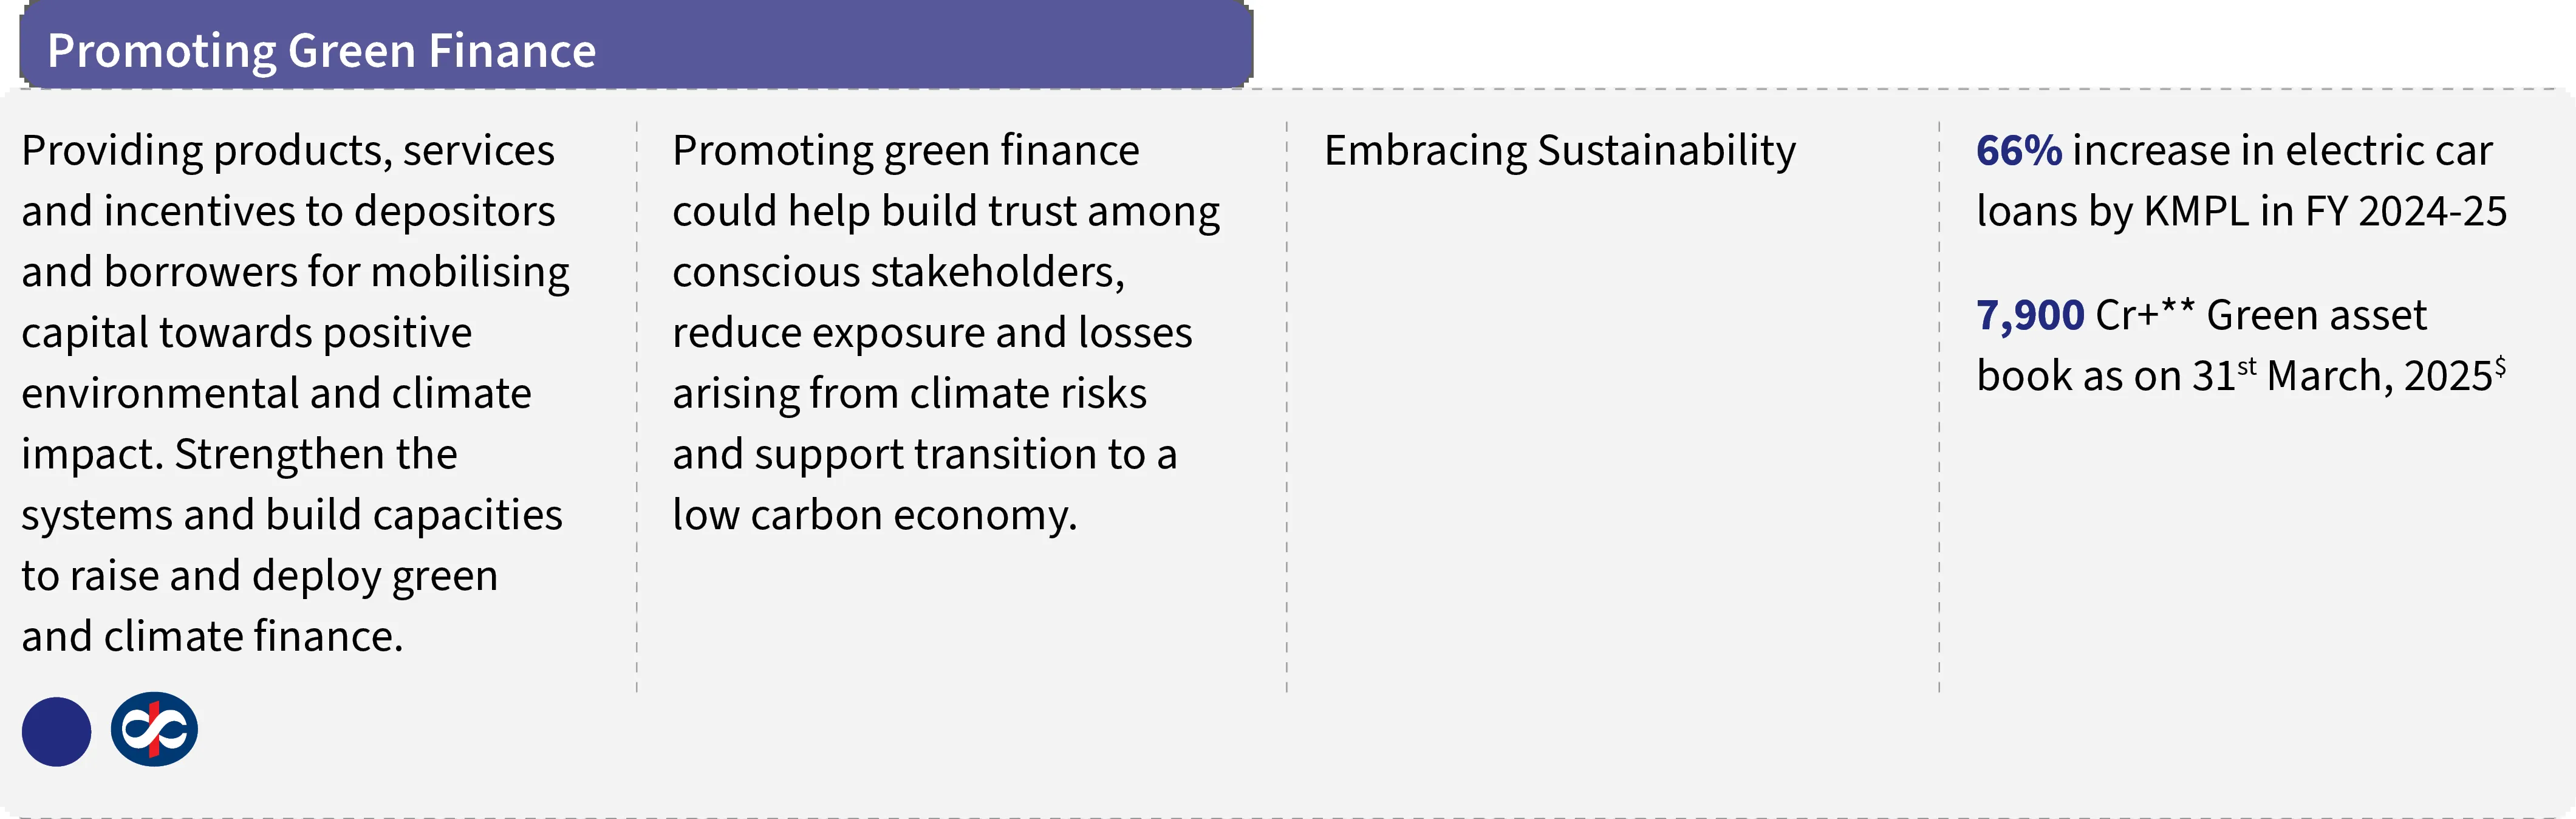 Promoting Green Finance
Providing products, services
and incentives to depositors
and borrowers for mobilising
capital towards positive
environmental and climate
impact. Strengthen the
systems and build capacities
to raise and deploy green
and climate finance.
Promoting green finance
could help build trust among
conscious stakeholders,
reduce exposure and losses
arising from climate risks
and support transition to a
low carbon economy.
Embracing Sustainability
66% increase in electric car
loans by KMPL in FY 2024-25
7,900 Cr+** Green asset
book as on 31st March, 2025$